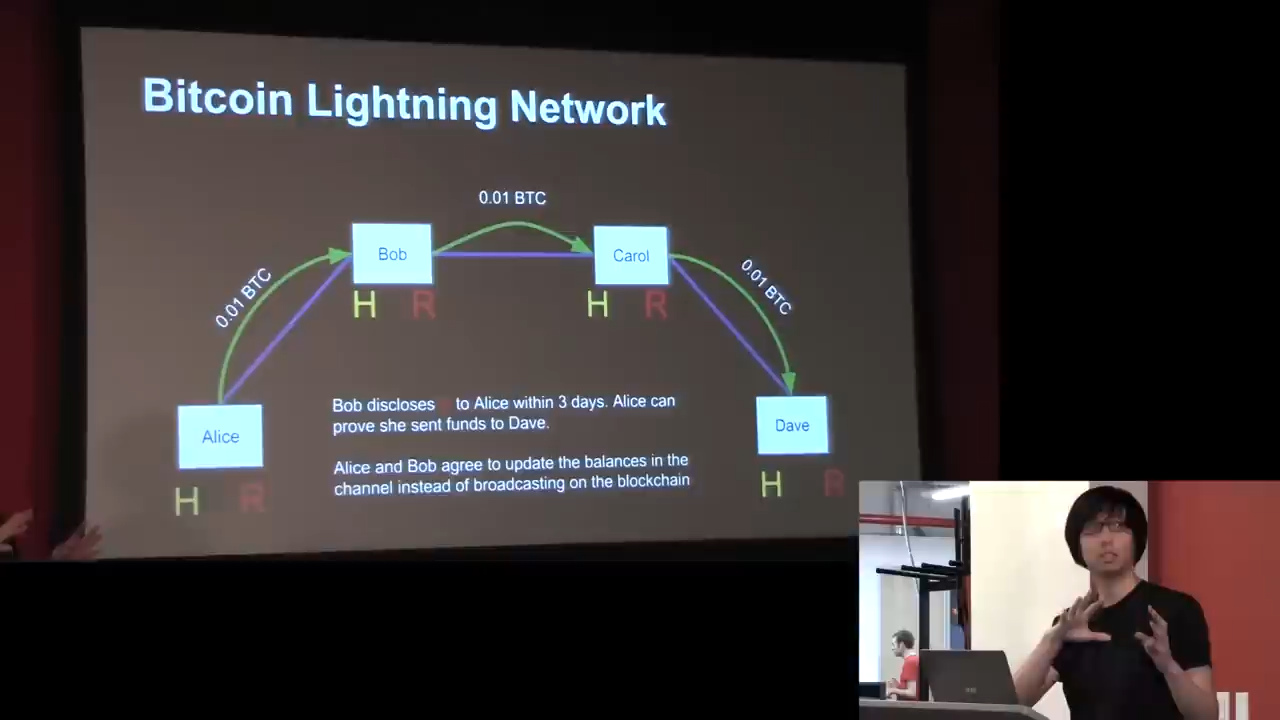 Bitcoin Lightning Network
0.01 BTC
0.01 BTC
0.01 BTC
Bob
Carol
H R
H R
Bob discloses R to Alice within 3 days. Alice can
prove she sent funds to Dave.
Alice and Bob agree to update the balances in the
channel instead of broadcasting on the blockchain
Alice
Dave
H R
H R